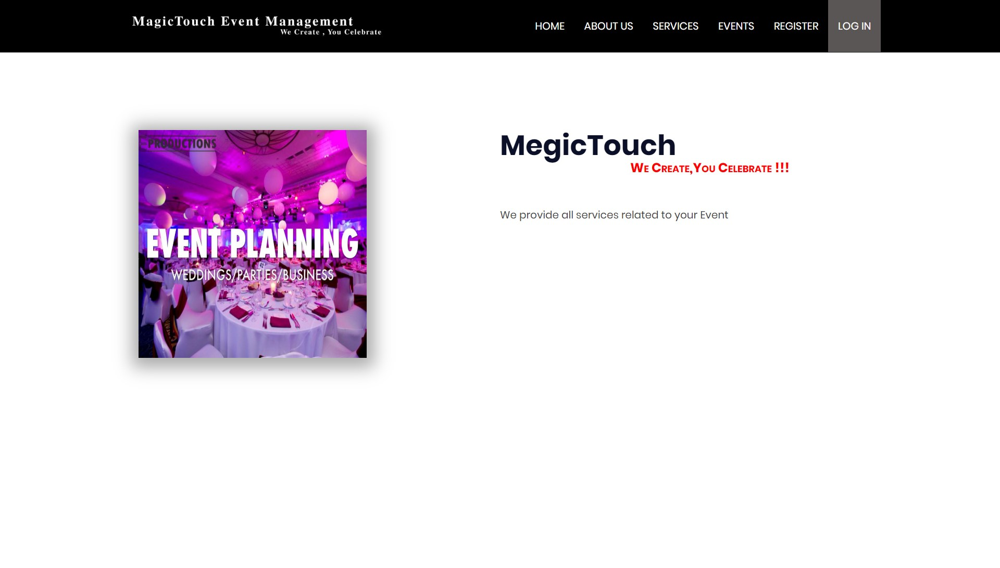 MagicTouch Event Management
We Create , You Celebrate
HOME ABOUT US SERVICES EVENTS REGISTER LOG IN
PRODUCTIONS
EVENT PLANNING
WEDDINGS/PARTIES/BUSINESS
42
MegicTouch
We Create,You Celebrate !!!
We provide all services related to your Event